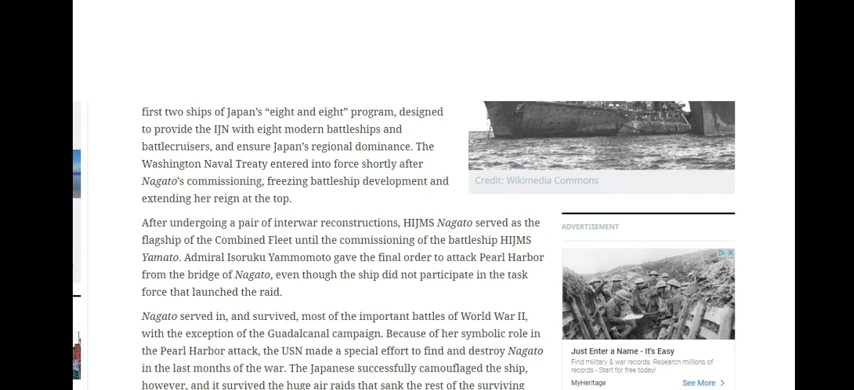 first two ships of Japan's “eight and eight” program, designed
to provide the IJN with eight modern battleships and
battlecruisers, and ensure Japan's regional dominance. The
Washington Naval Treaty entered into force shortly after
Nagato's commissioning, freezing battleship development and
extending her reign at the top.
Credit: Wikimedia Commons
After undergoing a pair of interwar reconstructions, HIJMS Nagato served as the
flagship of the Combined Fleet until the commissioning of the battleship HIJMS
Yamato. Admiral Isoruku Yammomoto gave the final order to attack Pearl Harbor
from the bridge of Nagato, even though the ship did not participate in the task
force that launched the raid.
Nagato served in, and survived, most of the important battles of World War II,
with the exception of the Guadalcanal campaign. Because of her symbolic role in
the Pearl Harbor attack, the USN made a special effort to find and destroy Nagato
in the last months of the war. The Japanese successfully camouflaged the ship,
however, and it survived the huge air raids that sank the rest of the surviving
ADVERTISEMENT
Just Enter a Name - It's Easy
Find military & war records. Research millions of
records - Start for free today!
MyHeritage
See More